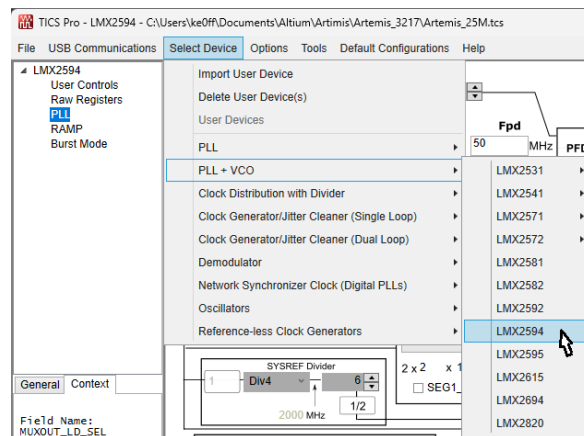 TICS Pro - LMX2594 - C:\Users\ke0ff\Documents\Altium\Artimis\Artemis_3217\Artemis_25M.tcs
File USB Communications Select Device Options Tools Default Configurations Help
LMX2594
User Controls
Raw Registers
PLL
RAMP
Burst Mode
Import User Device
Delete User Device(s)
User Devices
PLL
PLL + VCO
Clock Distribution with Divider
Clock Generator/Jitter Cleaner (Single Loop)
Clock Generator/Jitter Cleaner (Dual Loop)
Demodulator
Network Synchronizer Clock (Digital PLLs)
Oscillators
Reference-less Clock Generators
Fpd
50 MHz PFD
LMX2531
LMX2541
LMX2571
LMX2572
LMX2581
LMX2582
LMX2592
LMX2594
LMX2595
LMX2615
LMX2694
LMX2820
SYSREF Divider
1 Div4 6
2000 MHz
1/2
2 x 2 x 1
SEG1_
General Context
Field Name:
MUXOUT_LD_SEL